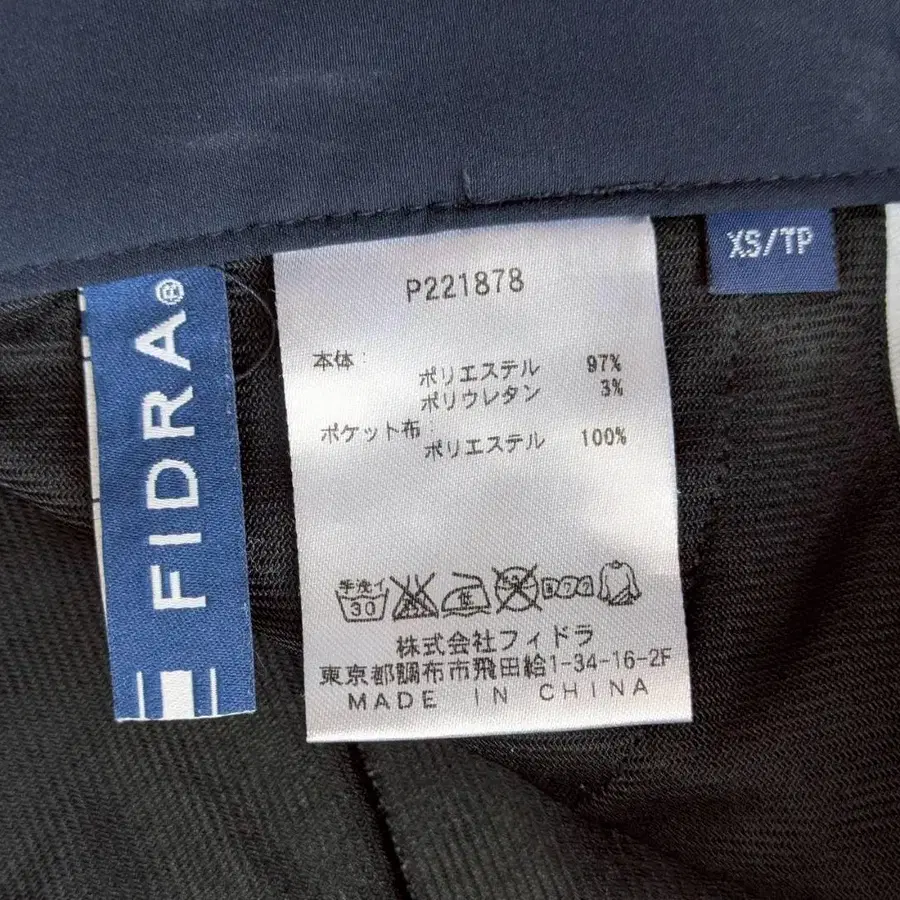 FIDRA®
P221878
本体:
ポリエステル 97%
ポリウレタン 3%
ポケット布:
ポリエステル 100%
手洗イ
30
低
株式会社フィドラ
東京都調布市飛田給1-34-16-2F
MADE IN CHINA
XS/TP